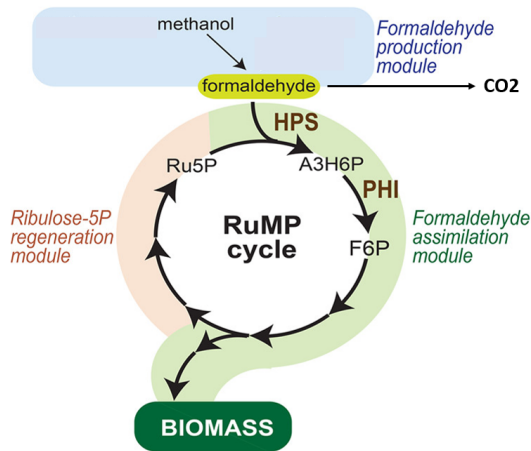 methanol
Formaldehyde
production
module
formaldehyde
CO2
HPS
Ru5P
A3H6P
PHI
Ribulose-5P
regeneration
module
RuMP
cycle
F6P
Formaldehyde
assimilation
module
BIOMASS